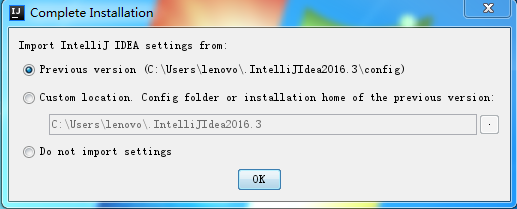 IJ Complete Installation
Import IntelliJ IDEA settings from:
Previous version (C:\Users\lenovo\.IntelliJIdea2016.3\config)
Custom location. Config folder or installation home of the previous version:
C:\Users\lenovo\.IntelliJIdea2016.3
Do not import settings
OK